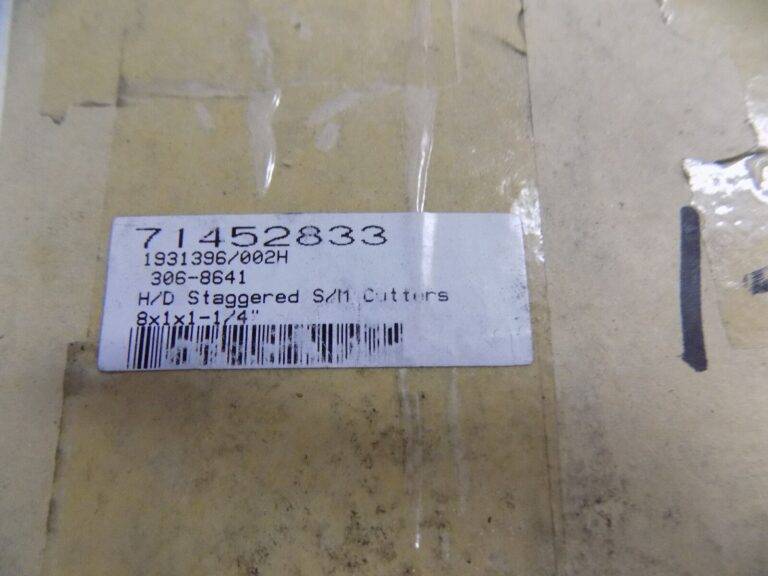 71452833
1931396/002H
306-8641
H/D Staggered S/M Cutters
8x1x1-1/4"